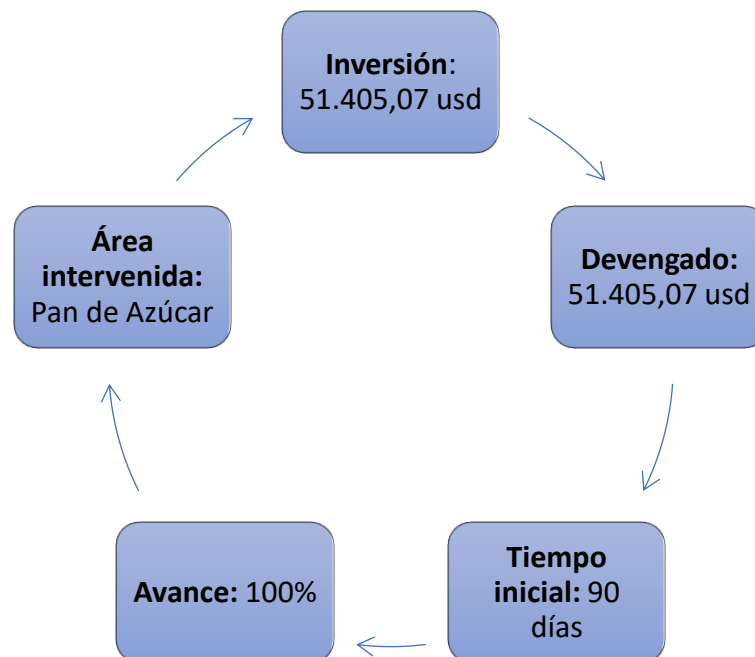 Inversión:
51.405,07 usd
Devengado:
51.405,07 usd
Tiempo
inicial: 90
días
Avance: 100%
Área
intervenida:
Pan de Azúcar